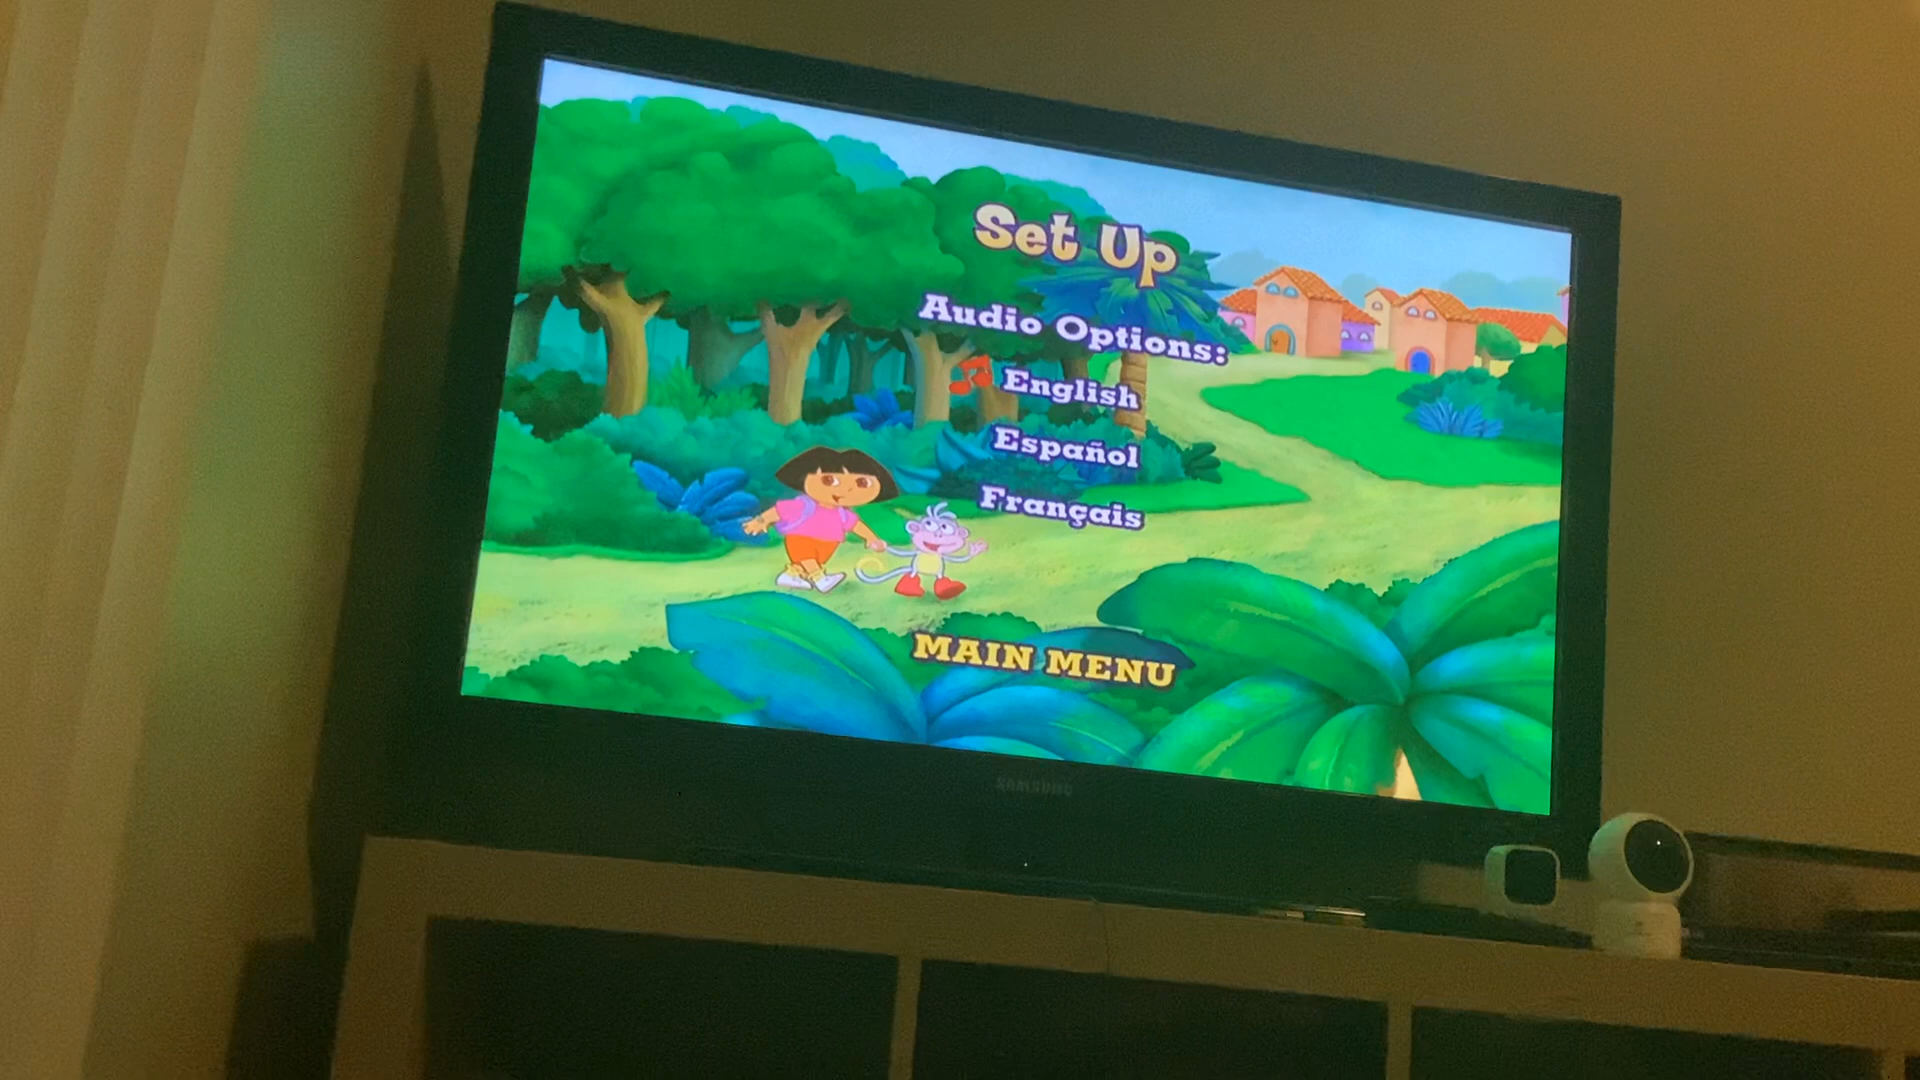 Set Up
Audio Options:
English
Español
Français
MAIN MENU
SAMSUNG